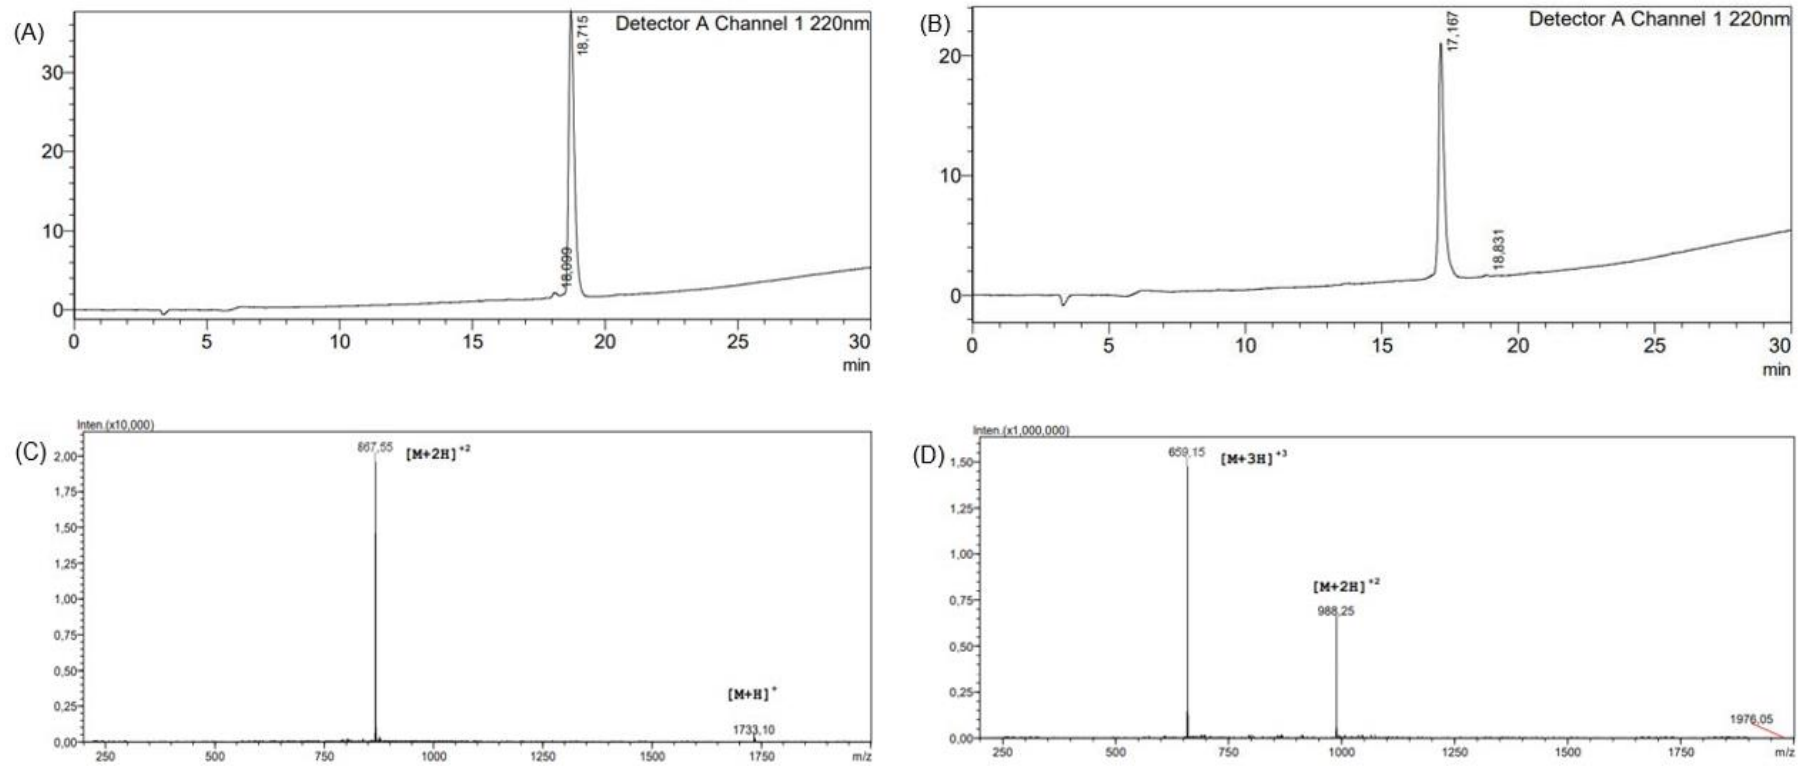 (A)
Detector A Channel 1 220nm
18,715
18,099
30
20
10
0
0 5 10 15 20 25 30
min
(B)
Detector A Channel 1 220nm
17,167
18,831
20
10
0
0 5 10 15 20 25 30
min
(C)
Inten.(x10,000)
867,55 [M+2H]+2
2,00
1,75
1,50
1,25
1,00
0,75
0,50
0,25
0,00
[M+H]+
1733,10
250 500 750 1000 1250 1500 1750 m/z
(D)
Inten.(x1,000,000)
659,15 [M+3H]+3
1,50
1,25
1,00
0,75
0,50
0,25
0,00
[M+2H]+2
988,25
1976,05
250 500 750 1000 1250 1500 1750 m/z